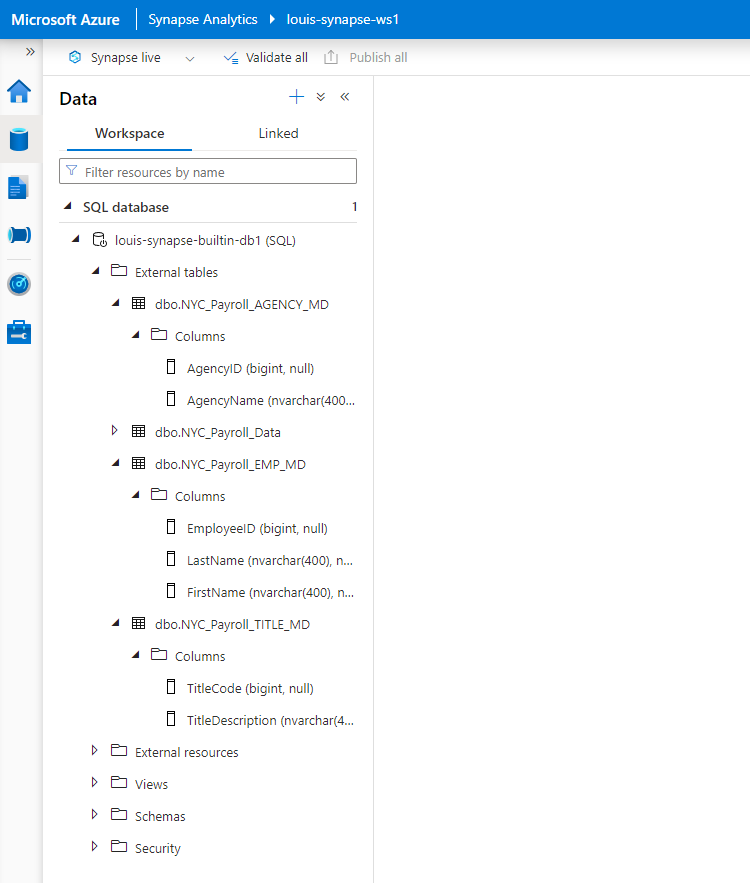 Microsoft Azure Synapse Analytics louis-synapse-ws1
Synapse live Validate all Publish all
Data
Workspace Linked
Filter resources by name
SQL database 1
louis-synapse-builtin-db1 (SQL)
External tables
dbo.NYC_Payroll_AGENCY_MD
Columns
AgencyID (bigint, null)
AgencyName (nvarchar(400...
dbo.NYC_Payroll_Data
dbo.NYC_Payroll_EMP_MD
Columns
EmployeeID (bigint, null)
LastName (nvarchar(400), n...
FirstName (nvarchar(400), n...
dbo.NYC_Payroll_TITLE_MD
Columns
TitleCode (bigint, null)
TitleDescription (nvarchar(4...
External resources
Views
Schemas
Security